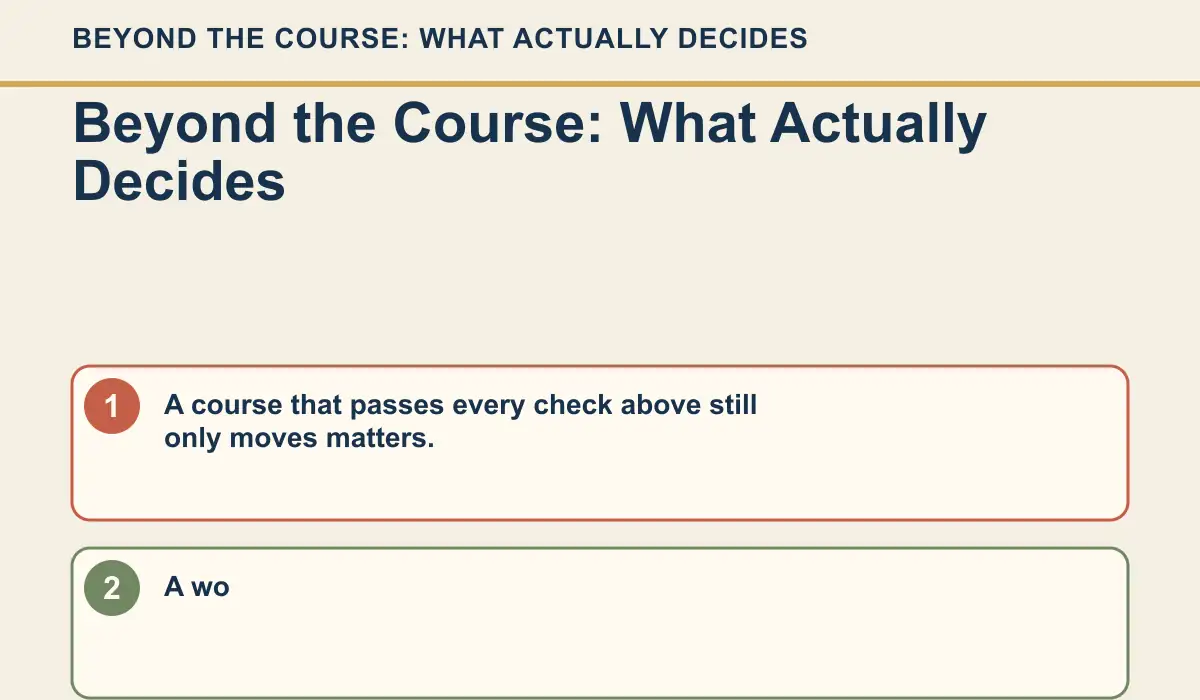 BEYOND THE COURSE: WHAT ACTUALLY DECIDES
Beyond the Course: What Actually
Decides
1
A course that passes every check above still
only moves matters.
2
A wo